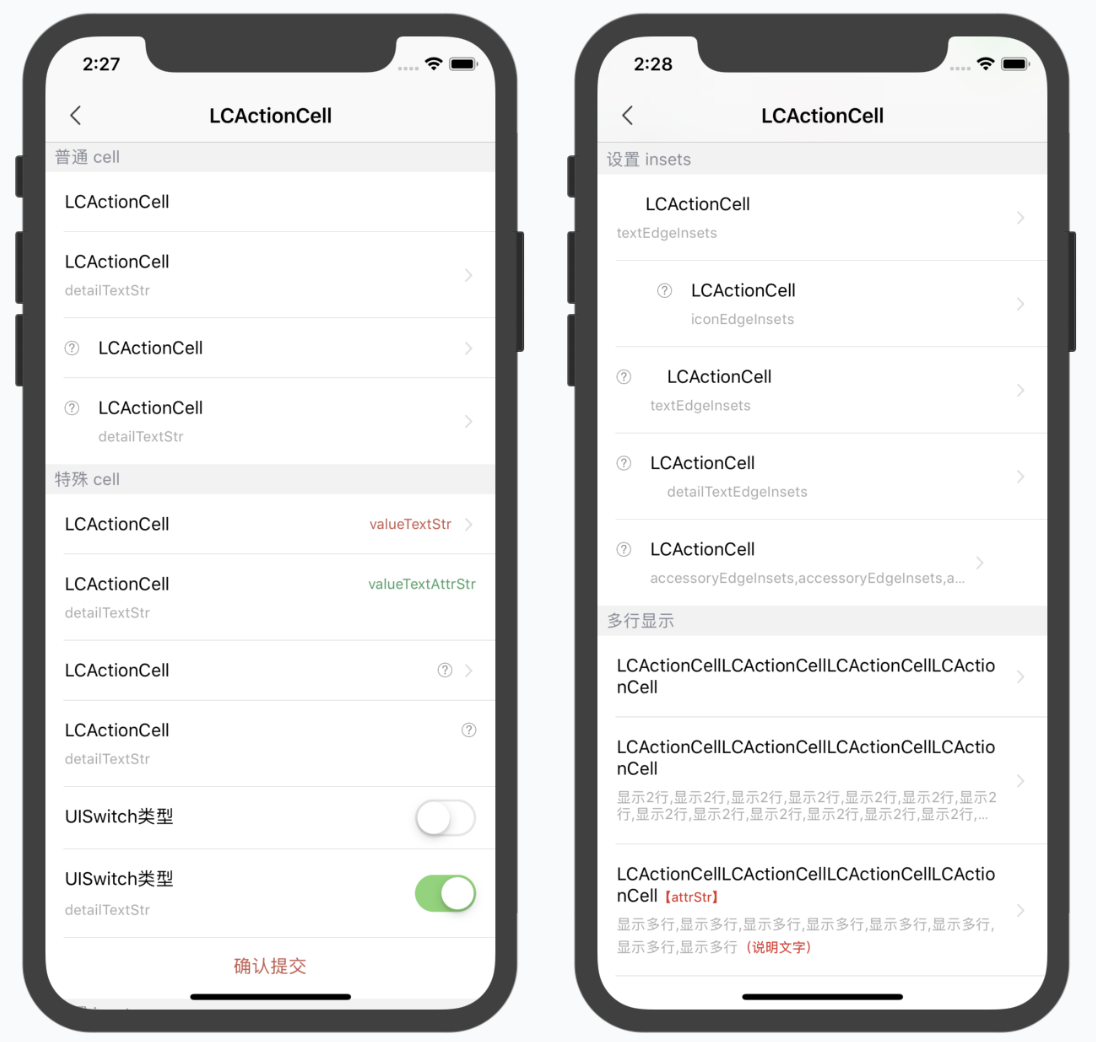 2:27
LCActionCell
普通 cell
LCActionCell
LCActionCell
detailTextStr
LCActionCell
LCActionCell
detailTextStr
特殊 cell
LCActionCell
valueTextStr
LCActionCell
valueTextAttrStr
detailTextStr
LCActionCell
LCActionCell
detailTextStr
UISwitch类型
UISwitch类型
detailTextStr
确认提交
2:28
LCActionCell
设置 insets
LCActionCell
textEdgeInsets
LCActionCell
iconEdgeInsets
LCActionCell
textEdgeInsets
LCActionCell
detailTextEdgeInsets
LCActionCell
accessoryEdgeInsets,accessoryEdgeInsets,a...
多行显示
LCActionCellLCActionCellLCActionCellLCActio
nCell
LCActionCellLCActionCellLCActionCellLCActio
nCell
显示2行,显示2行,显示2行,显示2行,显示2行,显示2行,显示2
行,显示2行,显示2行,显示2行,显示2行,显示2行,显示2行,...
LCActionCellLCActionCellLCActionCellLCActio
nCell【attrStr】
显示多行,显示多行,显示多行,显示多行,显示多行,显示多行,
显示多行,显示多行（说明文字）